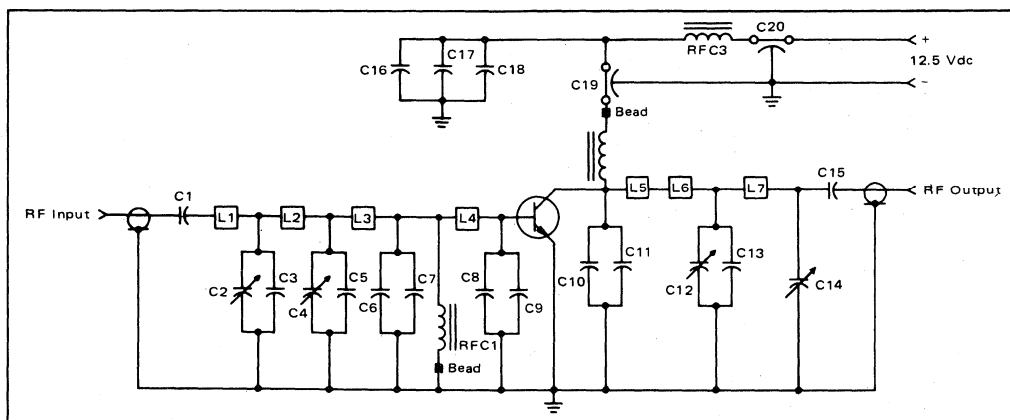 C20
+
RFC3
12.5 Vdc
−
C16
C17
C18
C19
Bead
C1
C15
RF Input
L1
L2
L3
L4
L5
L6
L7
RF Output
C2
C3
C4
C5
C6
C7
C8
C9
C10
C11
C12
C13
C14
RFC1
Bead